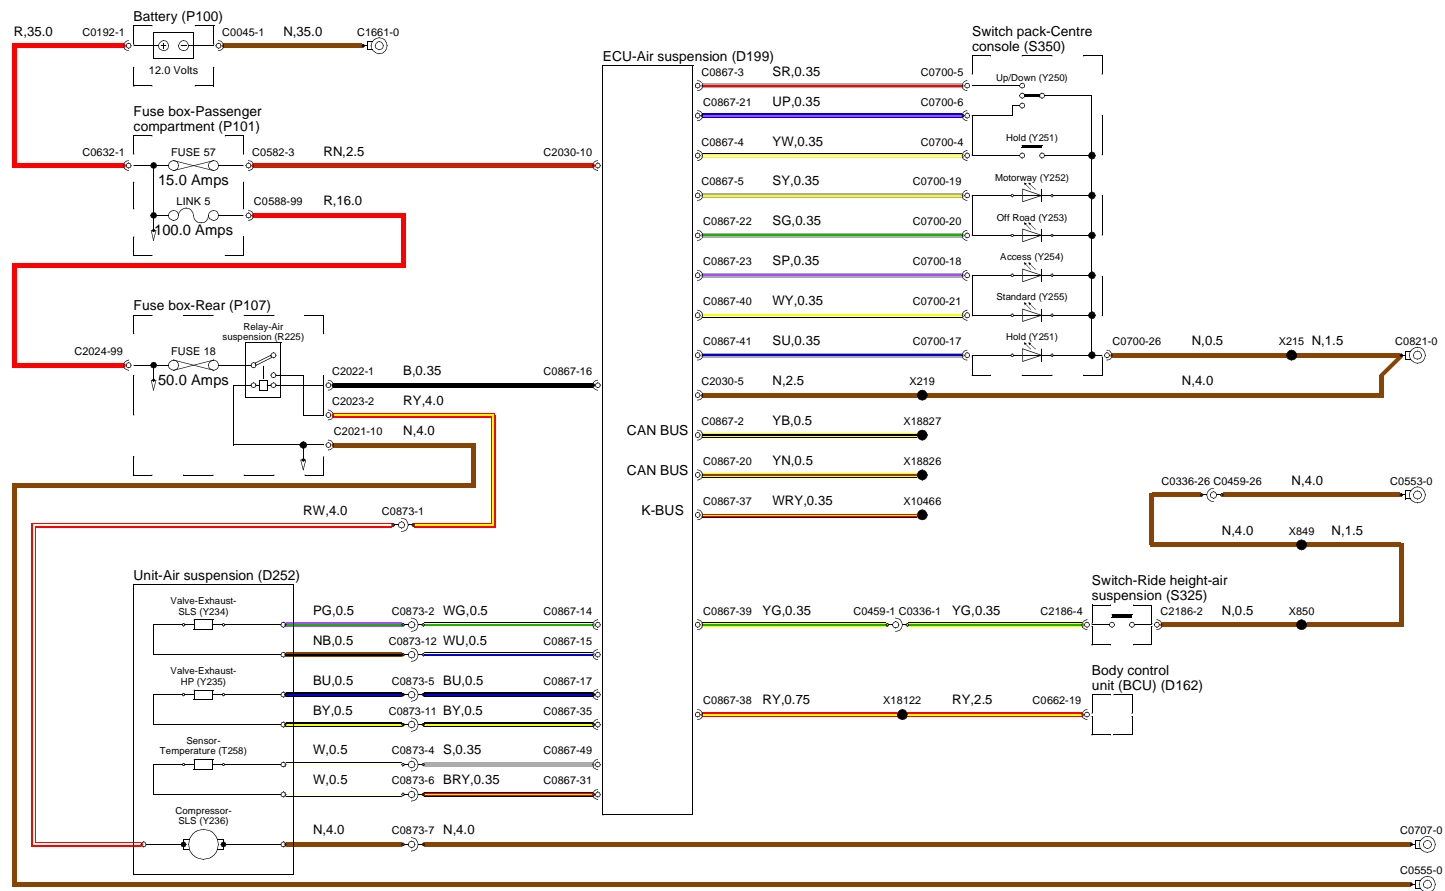 Battery (P100)
R,35.0
C0192-1
C0045-1
N,35.0
C1661-0
12.0 Volts
Fuse box-Passenger
compartment (P101)
C0632-1
FUSE 57
C0582-3
RN,2.5
C2030-10
15.0 Amps
LINK 5
C0588-99
R,16.0
100.0 Amps
Fuse box-Rear (P107)
Relay-Air
suspension (R225)
C2024-99
FUSE 18
50.0 Amps
C2022-1
B,0.35
C0867-16
C2023-2
RY,4.0
C2021-10
N,4.0
RW,4.0
C0873-1
Unit-Air suspension (D252)
Valve-Exhaust-
SLS (Y234)
PG,0.5
C0873-2
WG,0.5
C0867-14
NB,0.5
C0873-12
WU,0.5
C0867-15
Valve-Exhaust-
HP (Y235)
BU,0.5
C0873-5
BU,0.5
C0867-17
BY,0.5
C0873-11
BY,0.5
C0867-35
Sensor-
Temperature (T258)
W,0.5
C0873-4
S,0.35
C0867-49
W,0.5
C0873-6
BRY,0.35
C0867-31
Compressor-
SLS (Y236)
N,4.0
C0873-7
N,4.0
C0707-0
C0555-0
ECU-Air suspension (D199)
Switch pack-Centre
console (S350)
C0867-3
SR,0.35
C0700-5
Up/Down (Y250)
C0867-21
UP,0.35
C0700-6
C0867-4
YW,0.35
C0700-4
Hold (Y251)
C0867-5
SY,0.35
C0700-19
Motorway (Y252)
C0867-22
SG,0.35
C0700-20
Off Road (Y253)
C0867-23
SP,0.35
C0700-18
Access (Y254)
C0867-40
WY,0.35
C0700-21
Standard (Y255)
C0867-41
SU,0.35
C0700-17
Hold (Y251)
C0700-26
N,0.5
X215
N,1.5
C0821-0
C2030-5
N,2.5
X219
N,4.0
CAN BUS
C0867-2
YB,0.5
X18827
CAN BUS
C0867-20
YN,0.5
X18826
K-BUS
C0867-37
WRY,0.35
X10466
C0336-26
C0459-26
N,4.0
C0553-0
N,4.0
X849
N,1.5
Switch-Ride height-air
suspension (S325)
C0867-39
YG,0.35
C0459-1
C0336-1
YG,0.35
C2186-4
C2186-2
N,0.5
X850
Body control
unit (BCU) (D162)
C0867-38
RY,0.75
X18122
RY,2.5
C0662-19